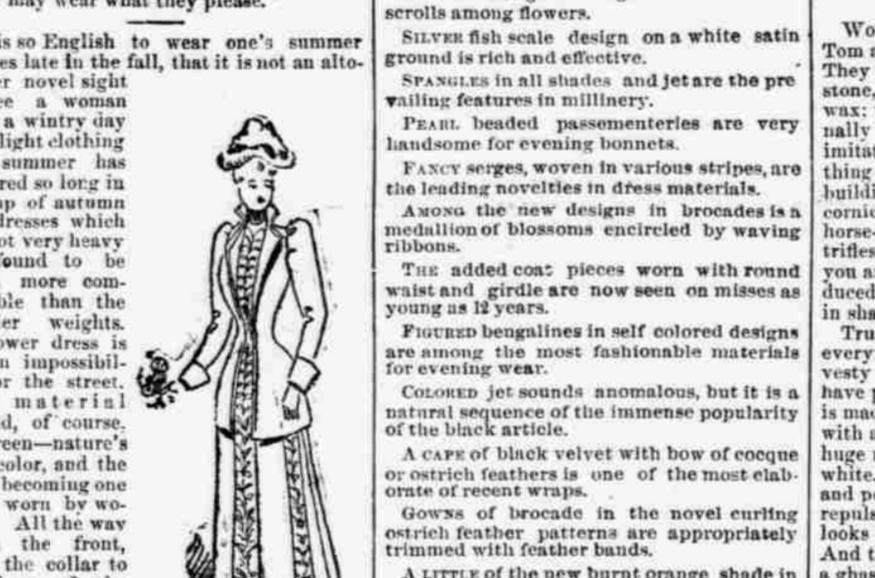 may wear what they please.
is so English to wear one's summer
es late in the fall, that it is not an alto-
er novel sight
ee a woman
a wintry day
light clothing
summer has
red so long in
ap of autumn
dresses which
ot very heavy
found to be
more com-
ble than the
er weights.
ower dress is
n impossibil-
or the street.
material
d, of course,
reen—nature's
color, and the
becoming one
worn by wo-
All the way
the front,
the collar to
scrolls among flowers.
SILVER fish scale design on a white satin
ground is rich and effective.
SPANGLES in all shades and jet are the pre
vailing features in millinery.
PEARL beaded passementeries are very
handsome for evening bonnets.
FANCY serges, woven in various stripes, are
the leading novelties in dress materials.
AMONG the new designs in brocades is a
medallion of blossoms encircled by waving
ribbons.
THE added coat pieces worn with round
waist and girdle are now seen on misses as
young as 12 years.
FIGURED bengalines in self colored designs
are among the most fashionable materials
for evening wear.
COLORED jet sounds anomalous, but it is a
natural sequence of the immense popularity
of the black article.
A CAPE of black velvet with bow of cocque
or ostrich feathers is one of the most elab-
orate of recent wraps.
GOWNS of brocade in the novel curling
ostrich feather patterns are appropriately
trimmed with feather bands.
A LITTLE of the new burnt orange shade in
Wo
Tom a
They
stone,
wax:
nally
imitat
thing
buildi
cornic
horse-
trifles
you a
duced
in sha
Tru
every
vesty
have p
is mad
with a
huge
white.
and p
repuls
looks
And t
a ghas